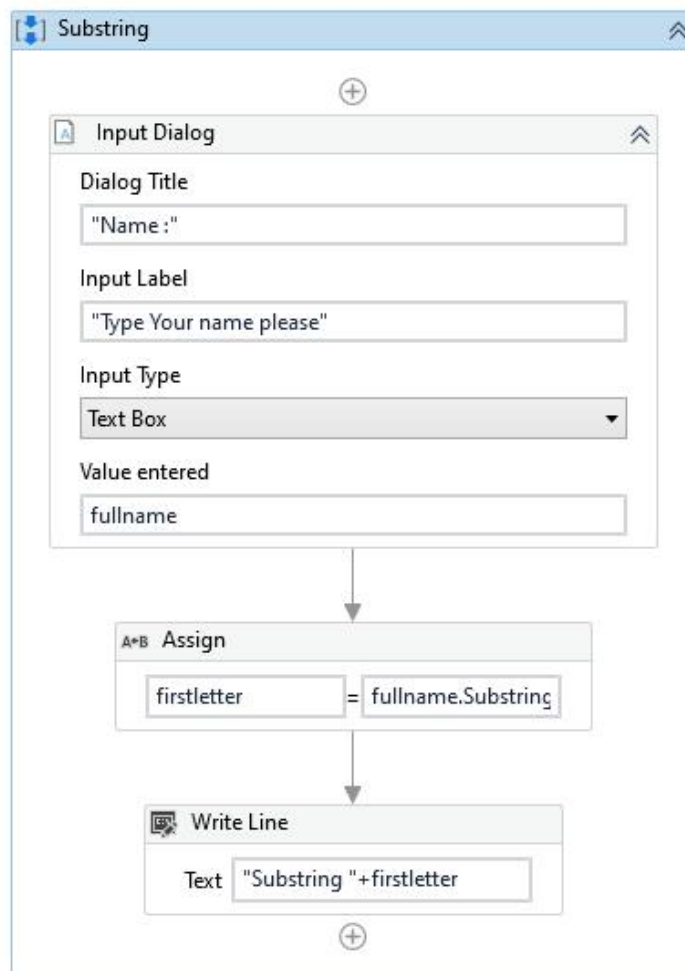 Substring
Input Dialog
Dialog Title
"Name :"
Input Label
"Type Your name please"
Input Type
Text Box
Value entered
fullname
A+B Assign
firstletter = fullname.Substring
Write Line
Text "Substring "+firstletter